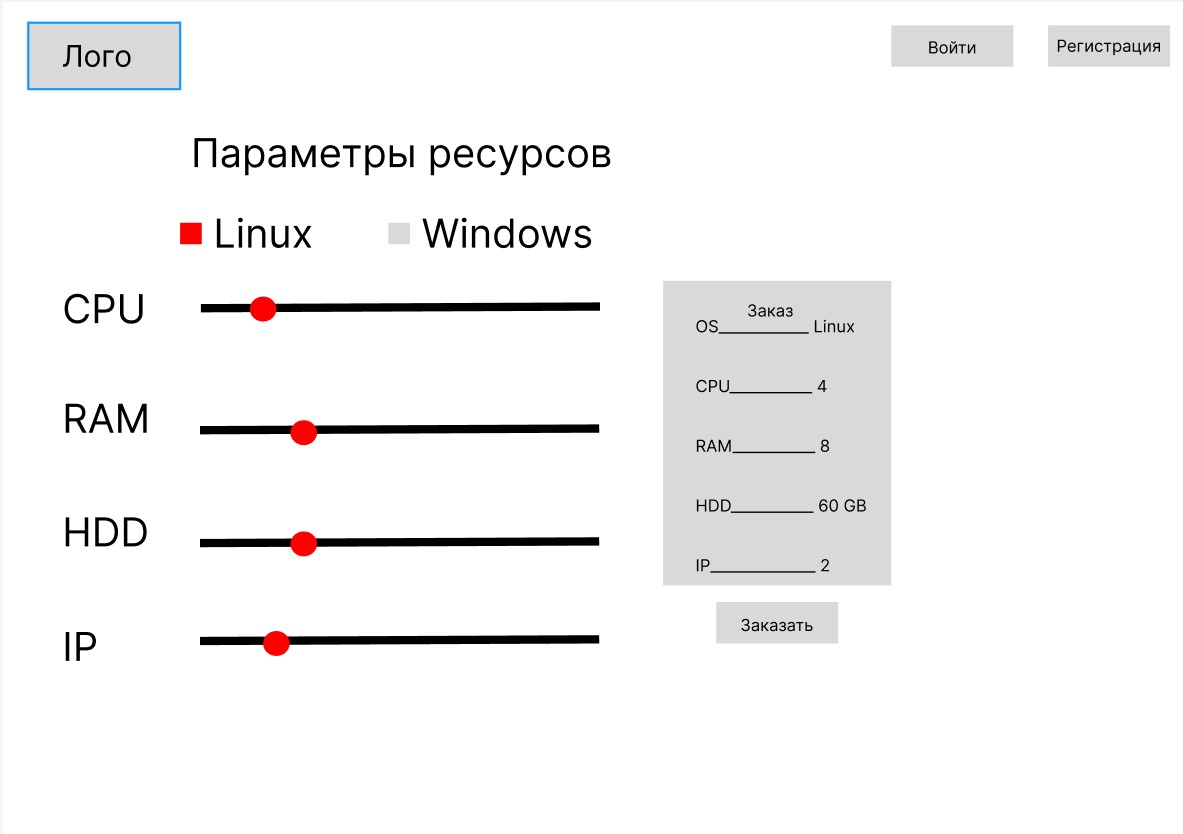 Лого
Войти
Регистрация
Параметры ресурсов
Linux
Windows
CPU
RAM
HDD
IP
Заказ
OS__________ Linux
CPU_________ 4
RAM_________ 8
HDD_________ 60 GB
IP____________ 2
Заказать